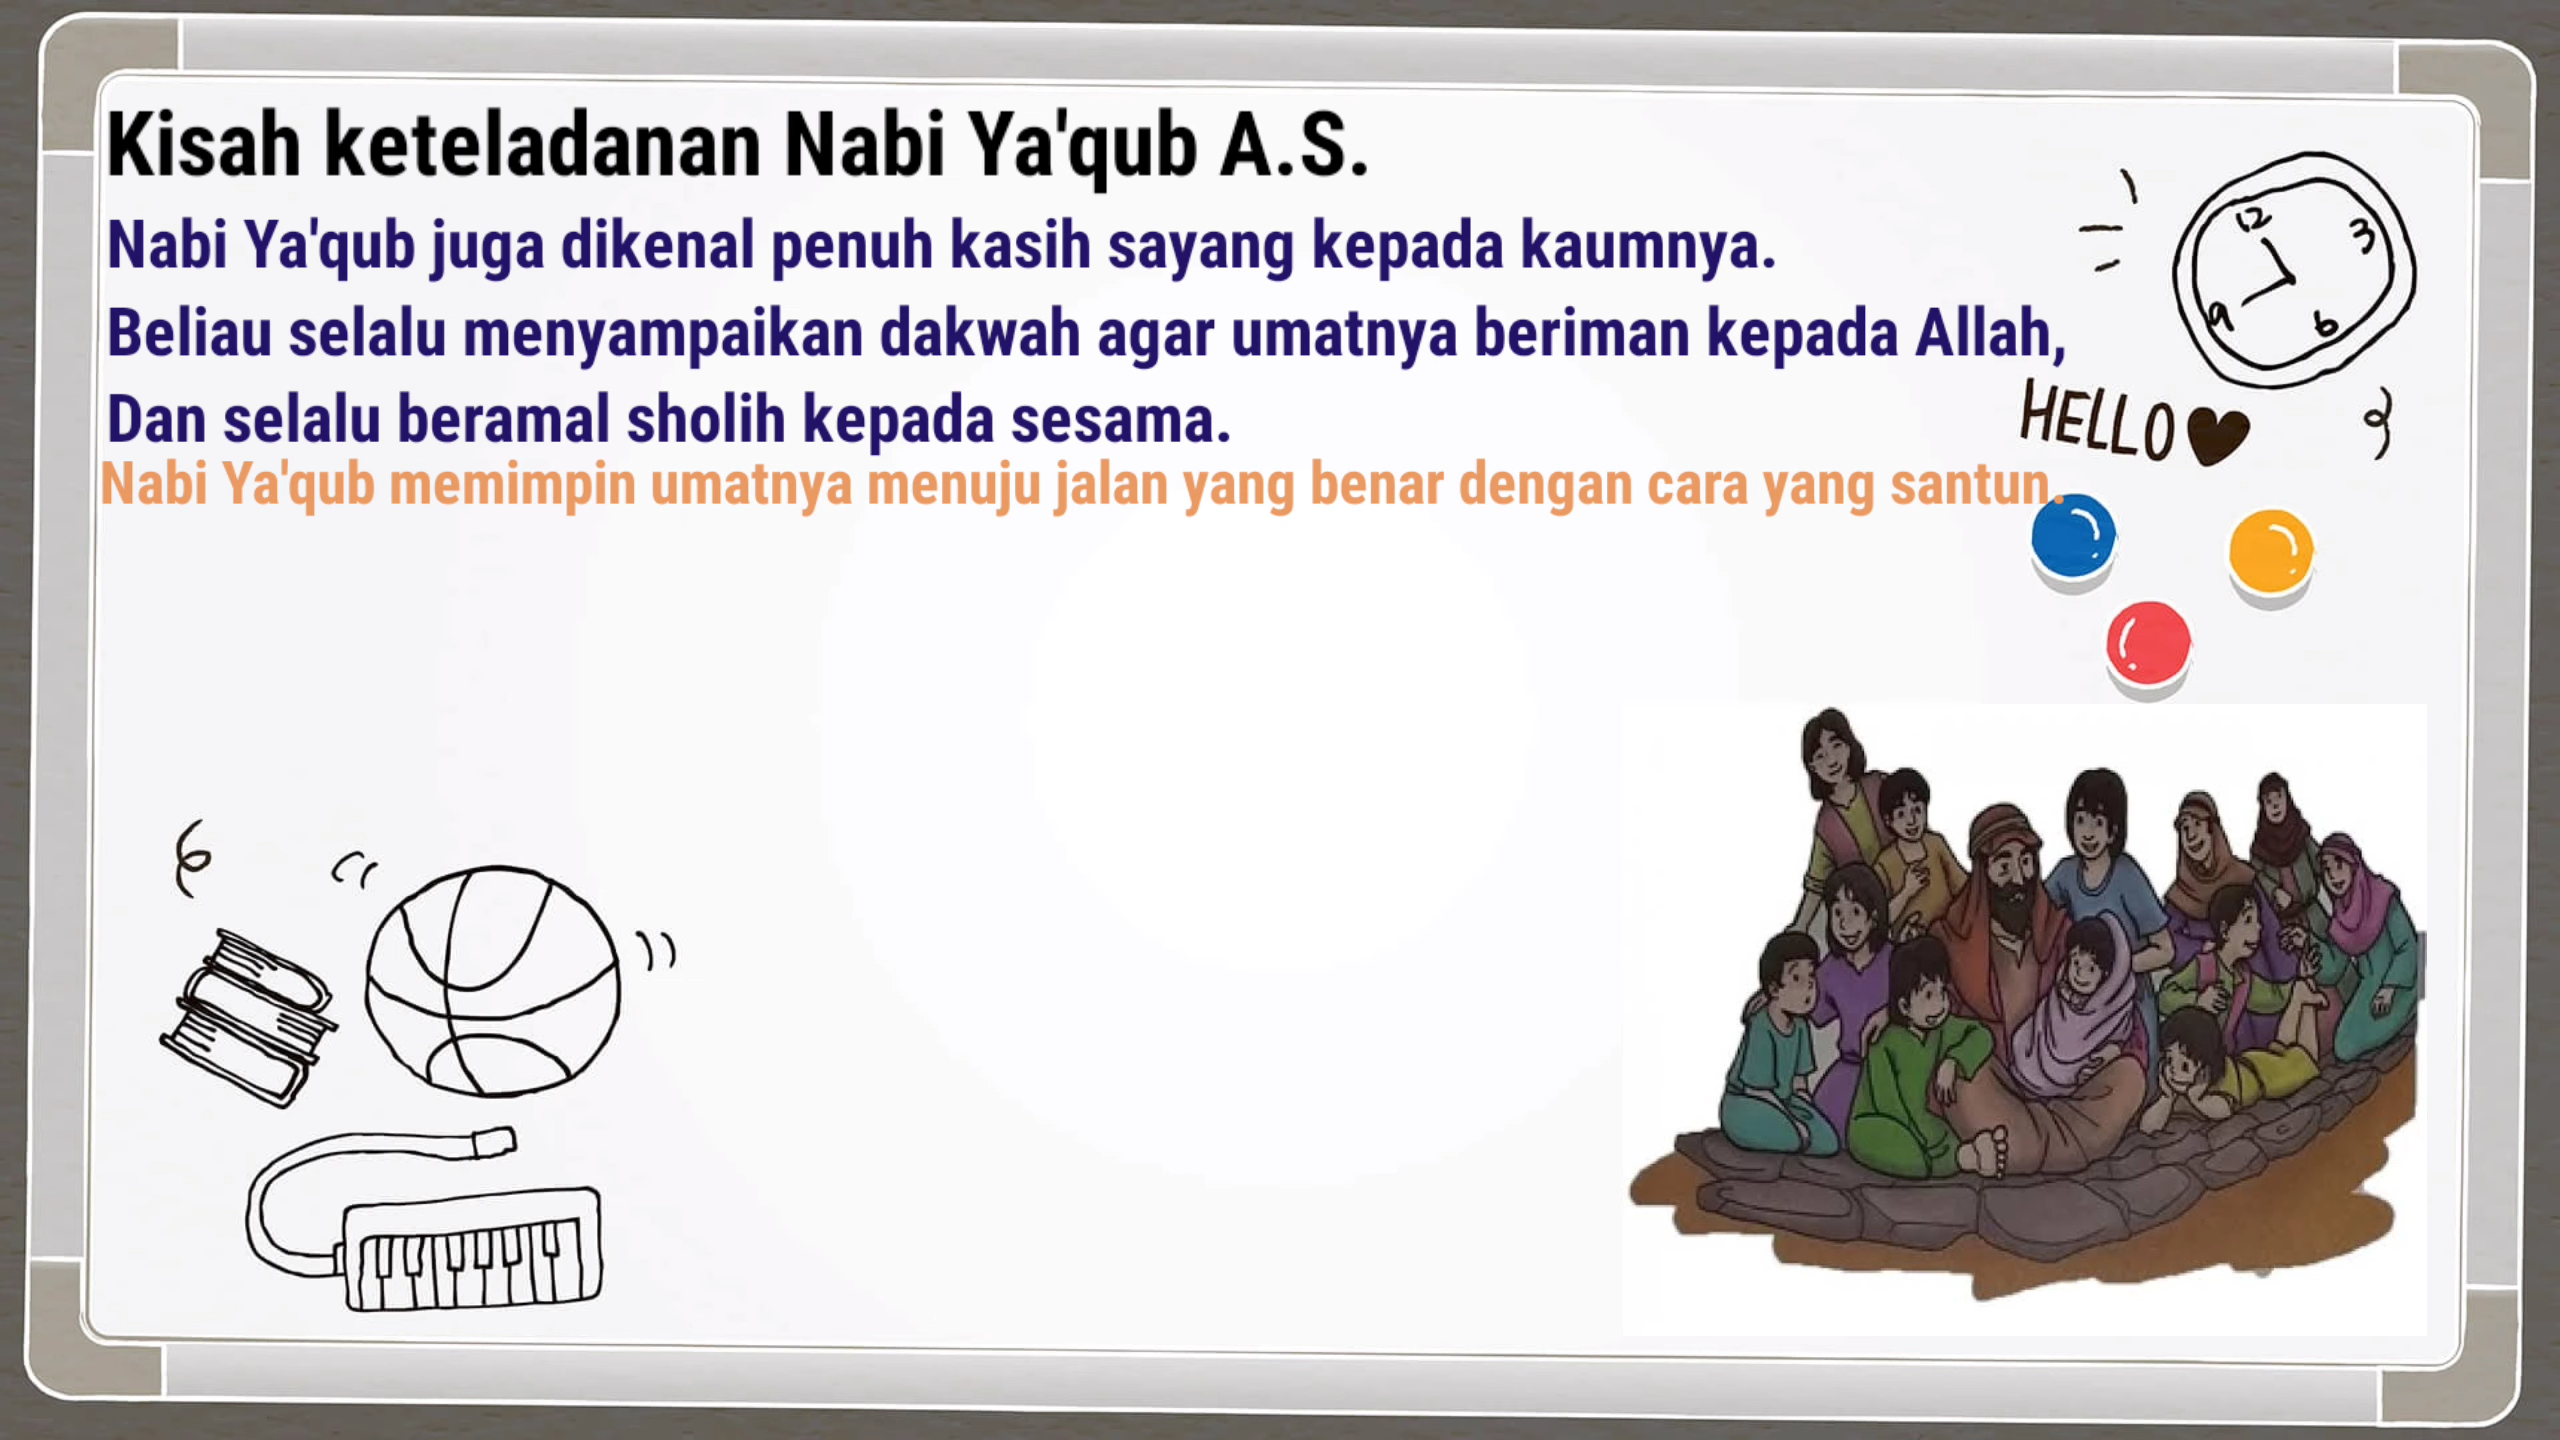 Kisah keteladanan Nabi Ya'qub A.S.
Nabi Ya'qub juga dikenal penuh kasih sayang kepada kaumnya.
Beliau selalu menyampaikan dakwah agar umatnya beriman kepada Allah,
Dan selalu beramal sholih kepada sesama.
Nabi Ya'qub memimpin umatnya menuju jalan yang benar dengan cara yang santun.
12
3
9
6
HELLO